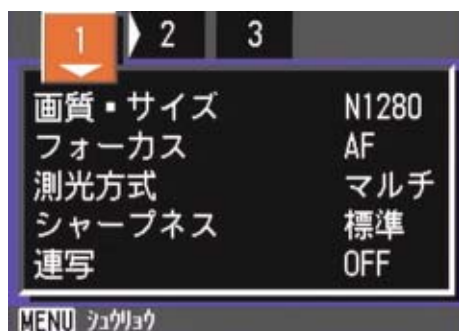 1 2 3
画質・サイズ N1280
フォーカス AF
測光方式 マルチ
シャープネス 標準
連写 OFF
MENU シュウリョウ